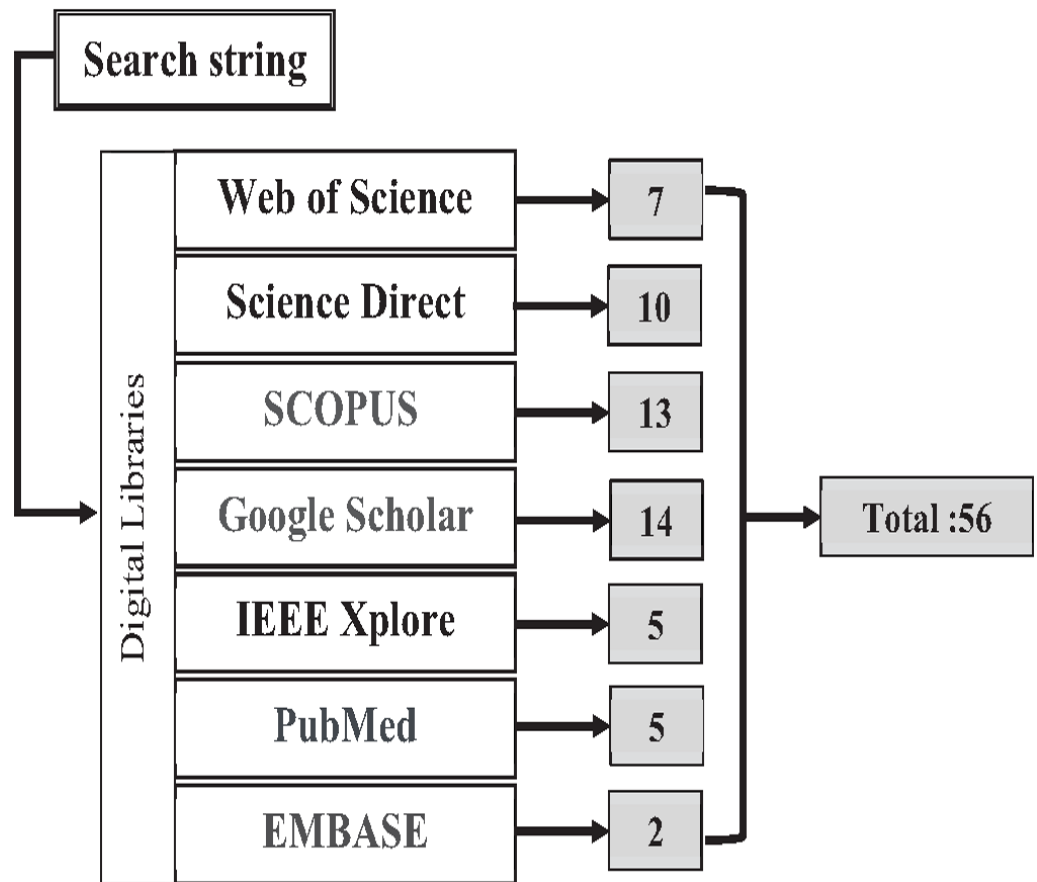 Search string
Digital Libraries
Web of Science
7
Science Direct
10
SCOPUS
13
Google Scholar
14
IEEE Xplore
5
PubMed
5
EMBASE
2
Total :56